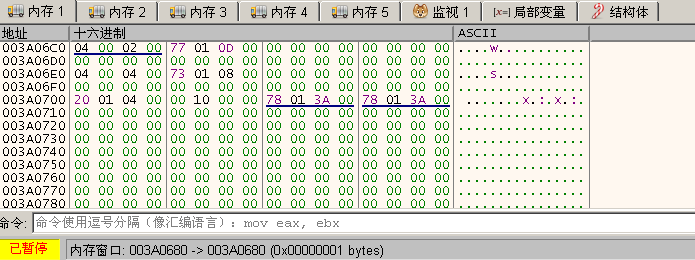 内存 1 内存 2 内存 3 内存 4 内存 5 监视 1 [x=] 局部变量 结构体
地址 十六进制 ASCII
003A06C0 04 00 02 00 77 01 0D 00 00 00 00 00 00 00 00 00 ....w...........
003A06D0 00 00 00 00 00 00 00 00 00 00 00 00 00 00 00 00 ................
003A06E0 04 00 04 00 73 01 08 00 00 00 00 00 00 00 00 00 ....s...........
003A06F0 00 00 00 00 00 00 00 00 00 00 00 00 00 00 00 00 ................
003A0700 20 01 04 00 00 10 00 00 78 01 3A 00 78 01 3A 00  .......x.:.x.:.
003A0710 00 00 00 00 00 00 00 00 00 00 00 00 00 00 00 00 ................
003A0720 00 00 00 00 00 00 00 00 00 00 00 00 00 00 00 00 ................
003A0730 00 00 00 00 00 00 00 00 00 00 00 00 00 00 00 00 ................
003A0740 00 00 00 00 00 00 00 00 00 00 00 00 00 00 00 00 ................
003A0750 00 00 00 00 00 00 00 00 00 00 00 00 00 00 00 00 ................
003A0760 00 00 00 00 00 00 00 00 00 00 00 00 00 00 00 00 ................
003A0770 00 00 00 00 00 00 00 00 00 00 00 00 00 00 00 00 ................
003A0780 00 00 00 00 00 00 00 00 00 00 00 00 00 00 00 00 ................
命令: 命令使用逗号分隔（像汇编语言）: mov eax, ebx
已暂停 内存窗口: 003A0680 -> 003A0680 (0x00000001 bytes)